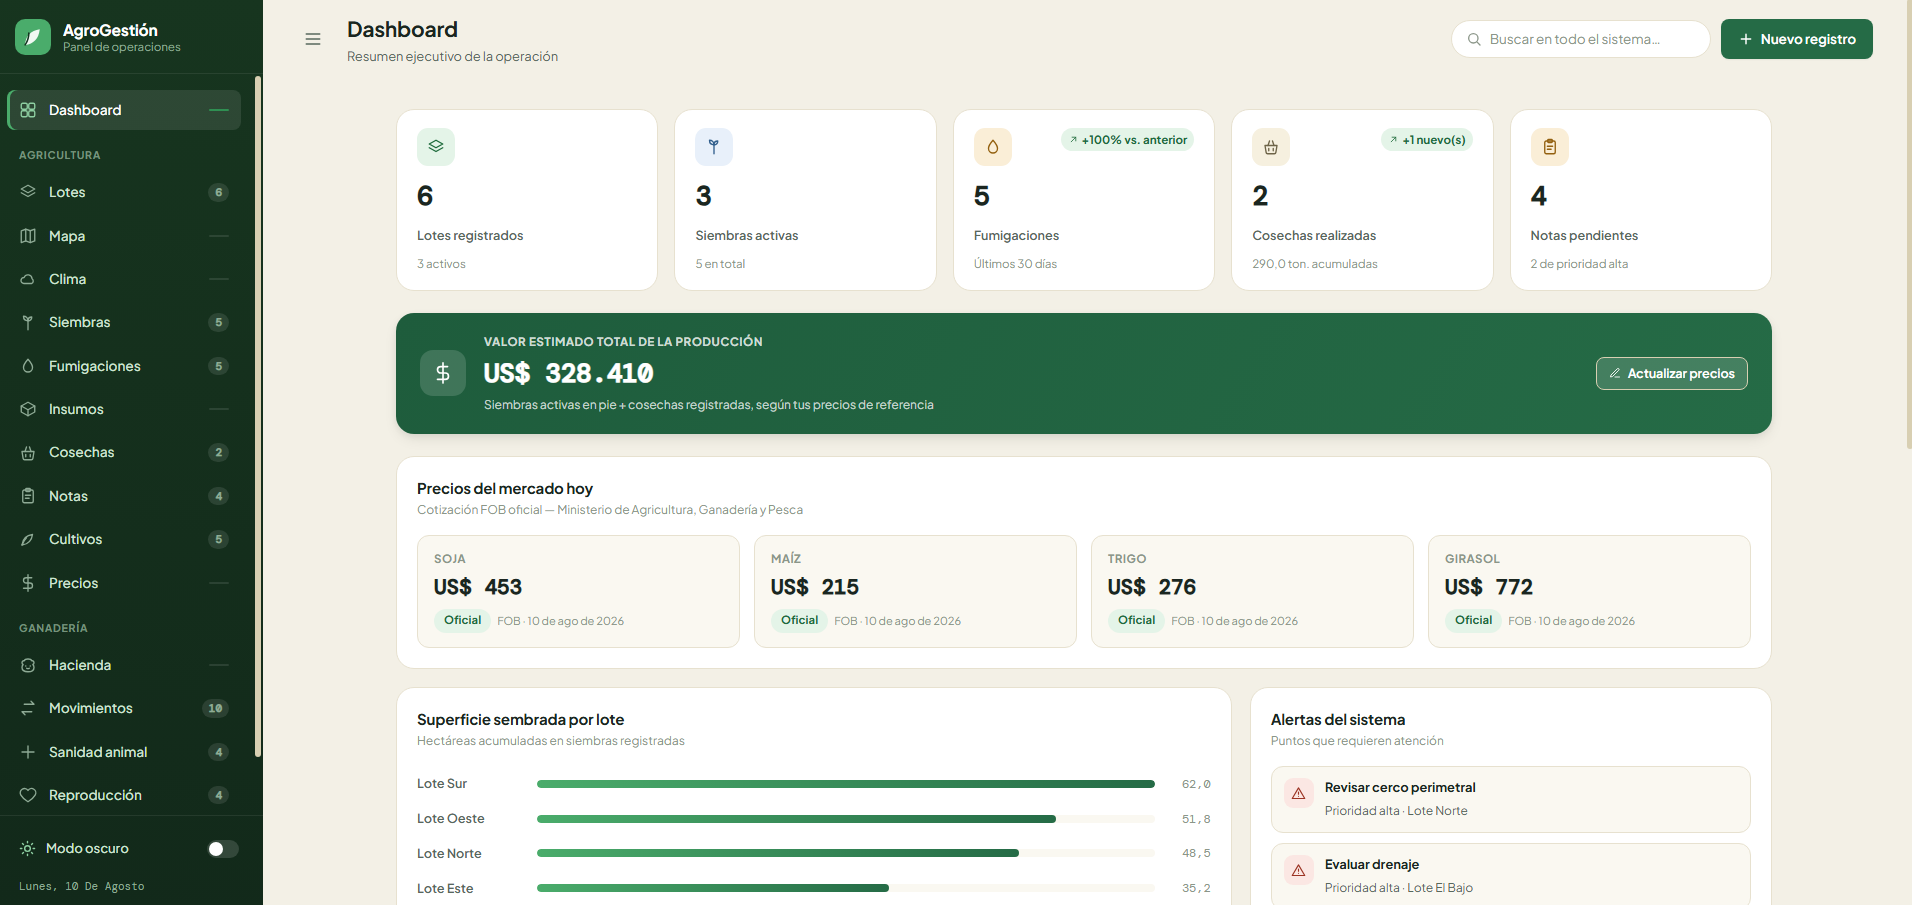 AgroGestión
Panel de operaciones
Dashboard
AGRICULTURA
Lotes 6
Mapa
Clima
Siembras 5
Fumigaciones 5
Insumos
Cosechas 2
Notas 4
Cultivos 5
Precios
GANADERÍA
Hacienda
Movimientos 10
Sanidad animal 4
Reproducción 4
Modo oscuro
Lunes, 10 De Agosto
Dashboard
Resumen ejecutivo de la operación
Buscar en todo el sistema...
Nuevo registro
6
Lotes registrados
3 activos
3
Siembras activas
5 en total
+100% vs. anterior
5
Fumigaciones
Últimos 30 días
+1 nuevo(s)
2
Cosechas realizadas
290,0 ton. acumuladas
4
Notas pendientes
2 de prioridad alta
VALOR ESTIMADO TOTAL DE LA PRODUCCIÓN
US$ 328.410
Siembras activas en pie + cosechas registradas, según tus precios de referencia
Actualizar precios
Precios del mercado hoy
Cotización FOB oficial — Ministerio de Agricultura, Ganadería y Pesca
SOJA
US$ 453
Oficial FOB · 10 de ago de 2026
MAÍZ
US$ 215
Oficial FOB · 10 de ago de 2026
TRIGO
US$ 276
Oficial FOB · 10 de ago de 2026
GIRASOL
US$ 772
Oficial FOB · 10 de ago de 2026
Superficie sembrada por lote
Hectáreas acumuladas en siembras registradas
Lote Sur 62,0
Lote Oeste 51,8
Lote Norte 48,5
Lote Este 35,2
Alertas del sistema
Puntos que requieren atención
Revisar cerco perimetral
Prioridad alta · Lote Norte
Evaluar drenaje
Prioridad alta · Lote El Bajo